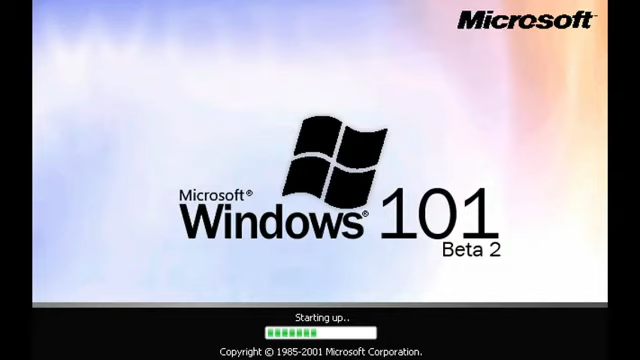 Microsoft
Microsoft®
Windows® 101
Beta 2
Starting up..
Copyright © 1985-2001 Microsoft Corporation.